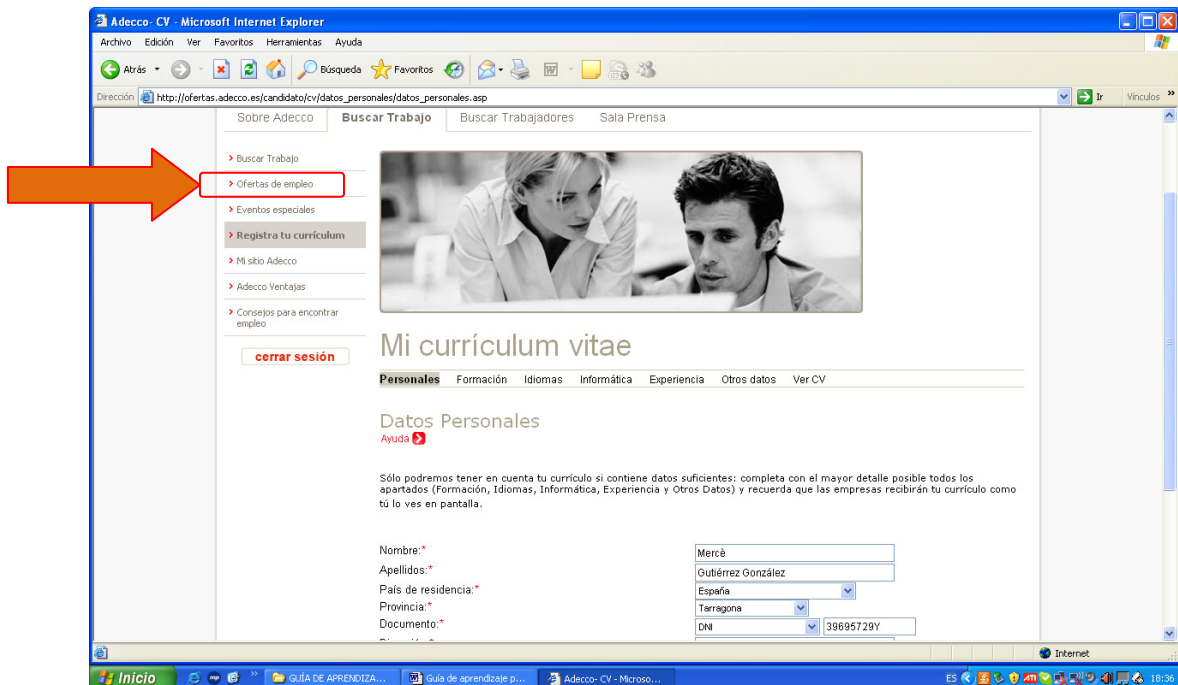 Adecco- CV - Microsoft Internet Explorer
Archivo Edición Ver Favoritos Herramientas Ayuda
Atrás Búsqueda Favoritos
Dirección http://ofertas.adecco.es/candidato/cv/datos_personales/datos_personales.asp Ir Vínculos »
Sobre Adecco Buscar Trabajo Buscar Trabajadores Sala Prensa
Buscar Trabajo
Ofertas de empleo
Eventos especiales
Registra tu currículum
Mi sitio Adecco
Adecco Ventajas
Consejos para encontrar
empleo
cerrar sesión
Mi currículum vitae
Personales Formación Idiomas Informática Experiencia Otros datos Ver CV
Datos Personales
Ayuda
Sólo podremos tener en cuenta tu currículo si contiene datos suficientes: completa con el mayor detalle posible todos los
apartados (Formación, Idiomas, Informática, Experiencia y Otros Datos) y recuerda que las empresas recibirán tu currículo como
tú lo ves en pantalla.
Nombre:* Mercè
Apellidos:* Gutiérrez González
País de residencia:* España
Provincia:* Tarragona
Documento:* DNI 39695729Y
Internet
Inicio » GUÍA DE APRENDIZA... Guía de aprendizaje p... Adecco- CV - Microso... ES 18:36